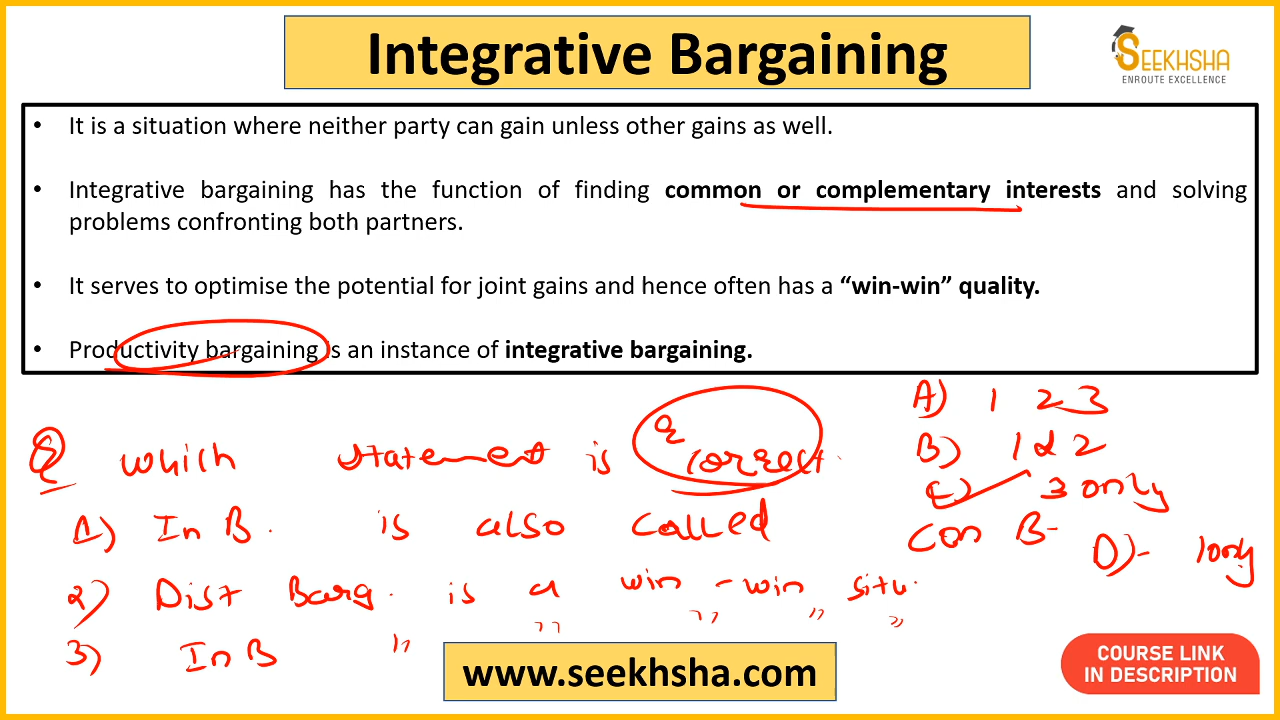 Integrative Bargaining
SEEKHSHA
ENROUTE EXCELLENCE
• It is a situation where neither party can gain unless other gains as well.
• Integrative bargaining has the function of finding common or complementary interests and solving
problems confronting both partners.
• It serves to optimise the potential for joint gains and hence often has a “win-win” quality.
• Productivity bargaining is an instance of integrative bargaining.
A) 1 2 3
B) 1 & 2
C) 3 only
D)- 1 only
Q which statement is correct.
1) In B. is also called Con B-
2) Dist Barg. is a win-win situ.
3) In B " " " " "
www.seekhsha.com
COURSE LINK
IN DESCRIPTION